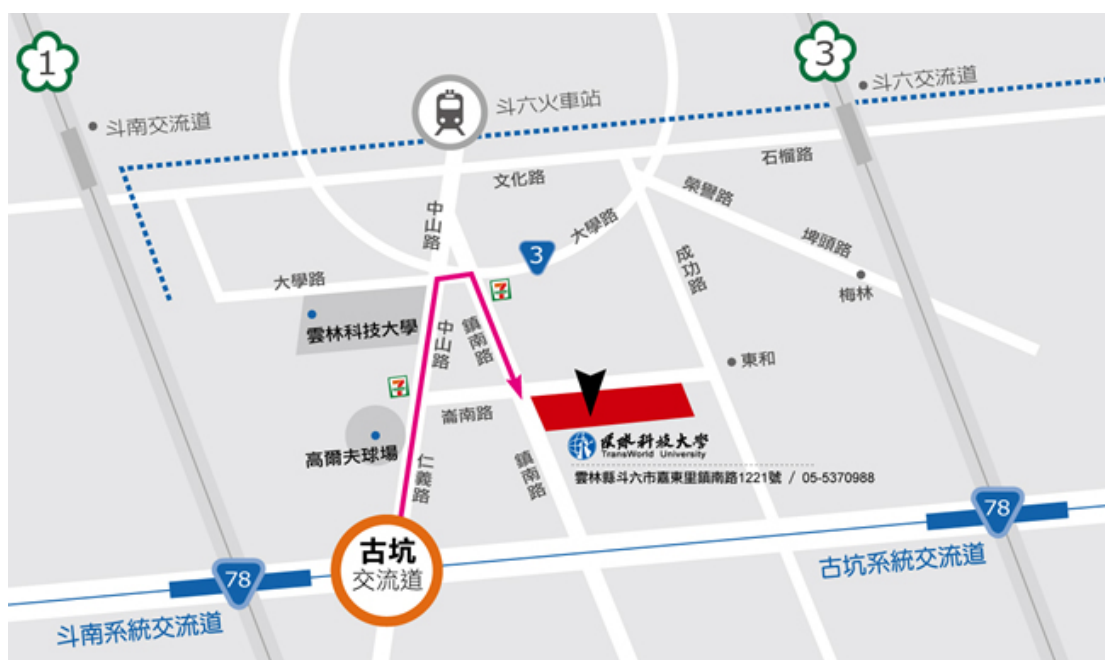 1
3
斗六交流道
斗南交流道
斗六火車站
石榴路
文化路
榮譽路
中山路
大學路
3
埤頭路
成功路
大學路
梅林
7
雲林科技大學
中山路
鎮南路
東和
7
崙南路
高爾夫球場
環球科技大學
TransWorld University
仁義路
鎮南路
雲林縣斗六市嘉東里鎮南路1221號 / 05-5370988
78
古坑
交流道
古坑系統交流道
78
斗南系統交流道